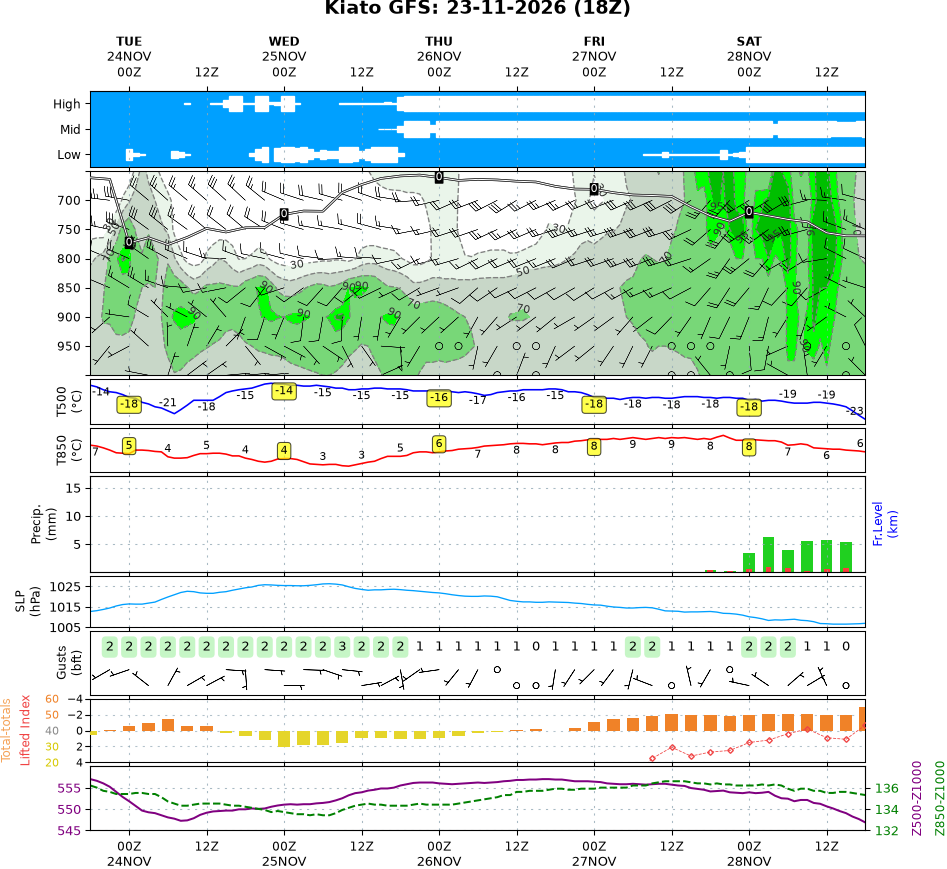 Kiato GFS: 23-11-2026 (18Z)
TUE WED THU FRI SAT
24NOV 25NOV 26NOV 27NOV 28NOV
00Z 12Z 00Z 12Z 00Z 12Z 00Z 12Z 00Z 12Z
High
Mid
Low
700
750
800
850
900
950
0 0 0 0 0
30 30 50 70 70 90 90 90 90 90
T500
(°C)
-14 -18 -21 -18 -15 -14 -15 -15 -15 -16 -17 -16 -15 -18 -18 -18 -18 -18 -19 -19 -23
T850
(°C)
7 5 4 5 4 4 3 3 5 6 7 8 8 8 9 9 8 8 7 6 6
Precip.
(mm)
15
10
5
Fr.Level
(km)
SLP
(hPa)
1025
1015
1005
Gusts
(bft)
2 2 2 2 2 2 2 2 2 2 2 2 3 2 2 2 1 1 1 1 1 1 0 1 1 1 1 2 2 1 1 1 1 2 2 2 1 1 0
Total-totals
Lifted Index
60 -4
50 -2
40 0
30 2
20 4
555
550
545
136
134
132
Z500-Z1000
Z850-Z1000
00Z 12Z 00Z 12Z 00Z 12Z 00Z 12Z 00Z 12Z
24NOV 25NOV 26NOV 27NOV 28NOV